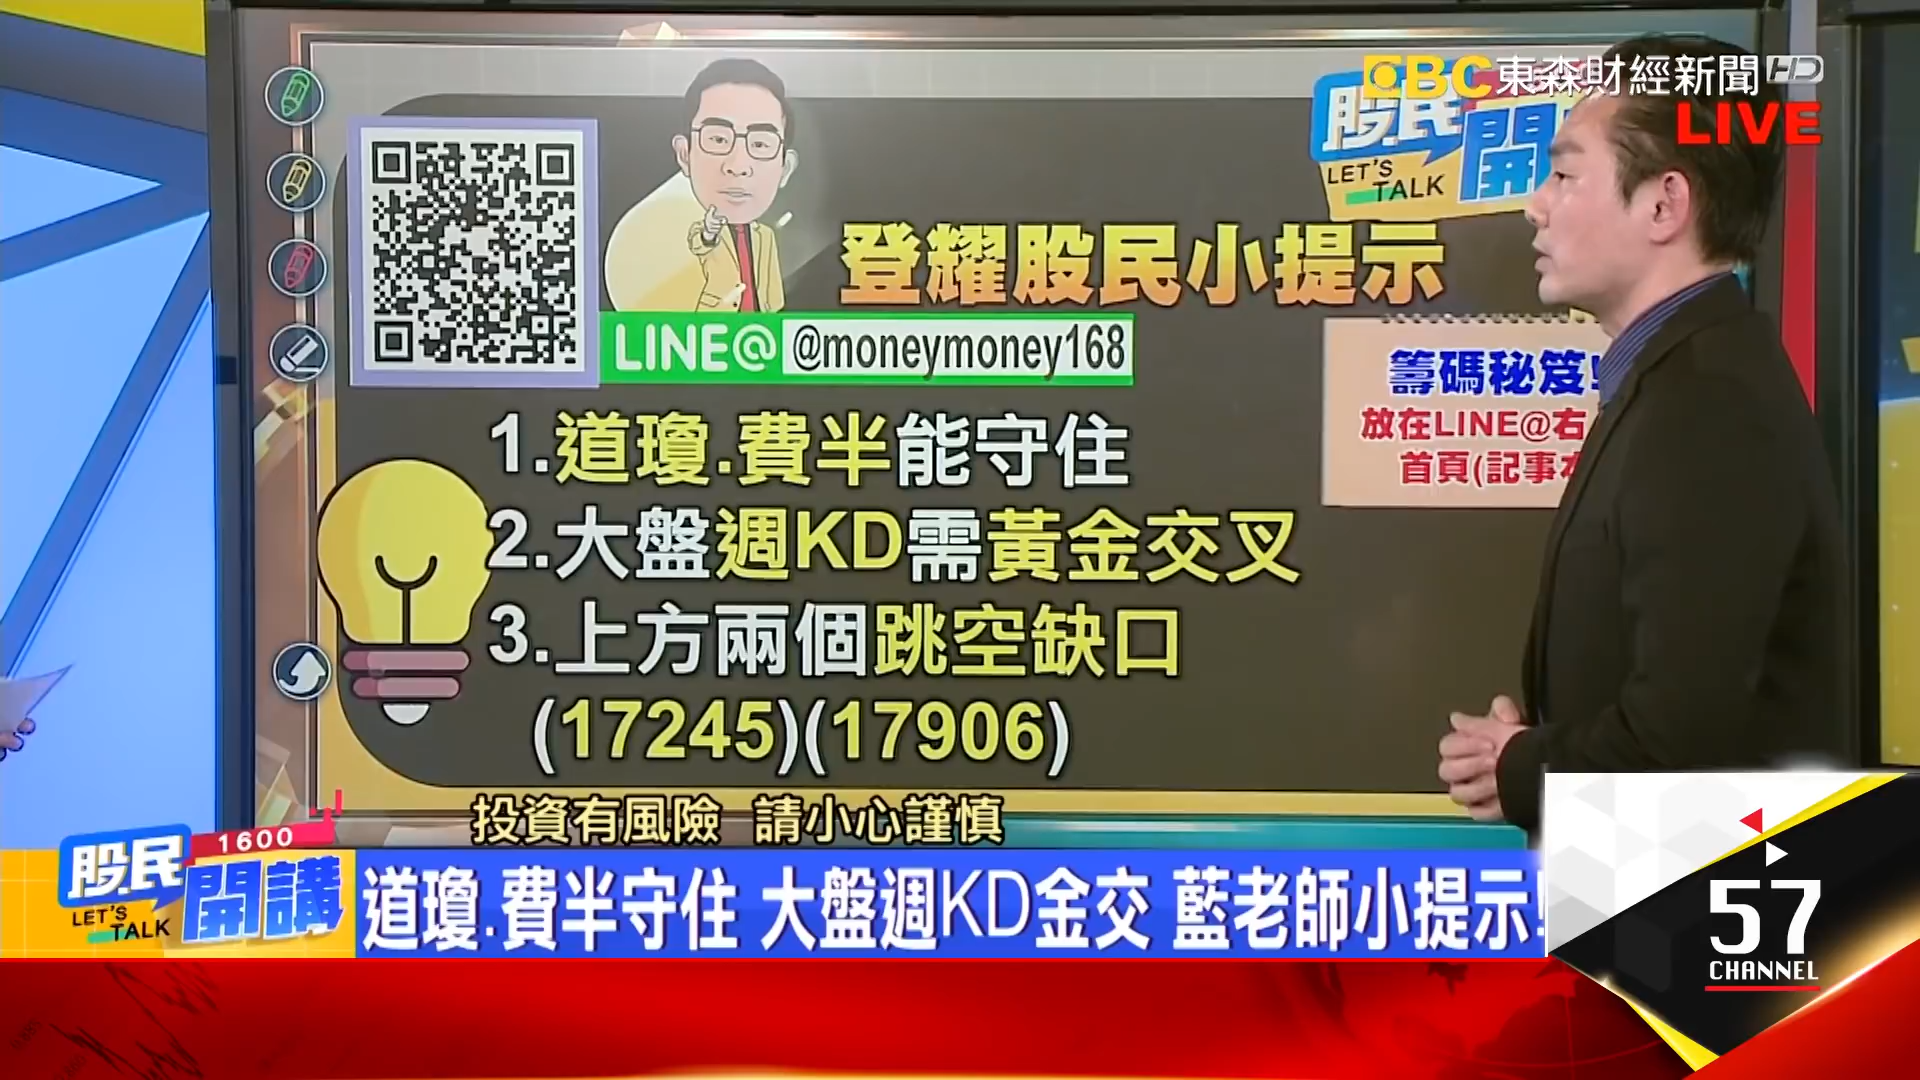 EBC東森財經新聞HD
LIVE
股民
開
LET'S
TALK
登耀股民小提示
LINE@ @moneymoney168
籌碼秘笈!
放在LINE@右
首頁(記事
1.道瓊.費半能守住
2.大盤週KD需黃金交叉
3.上方兩個跳空缺口
(17245)(17906)
投資有風險 請小心謹慎
1600
股民
開講
LET'S
TALK
道瓊.費半守住 大盤週KD金交 藍老師小提示!
57
CHANNEL